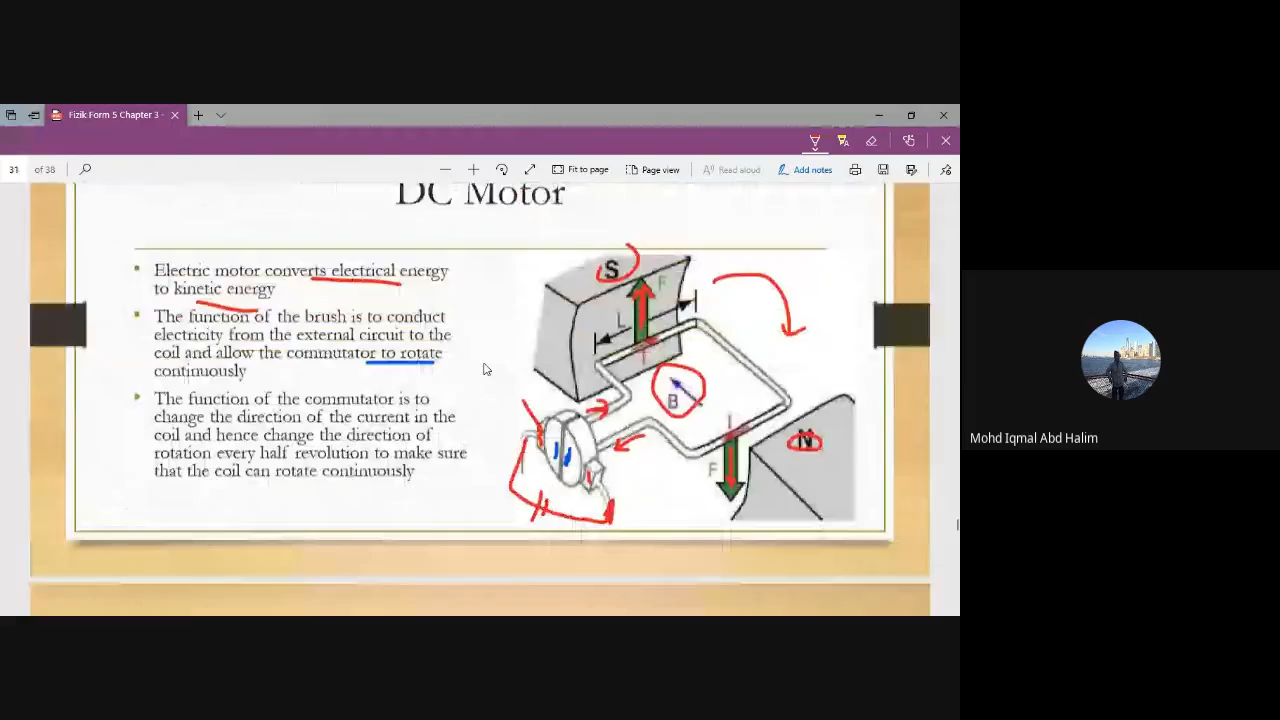 Fizik Form 5 Chapter 3 -
31 of 38
Fit to page
Page view
Read aloud
Add notes
DC Motor
• Electric motor converts electrical energy
to kinetic energy
• The function of the brush is to conduct
electricity from the external circuit to the
coil and allow the commutator to rotate
continuously
• The function of the commutator is to
change the direction of the current in the
coil and hence change the direction of
rotation every half revolution to make sure
that the coil can rotate continuously
S
F
L
I
B
I
N
F
Mohd Iqmal Abd Halim